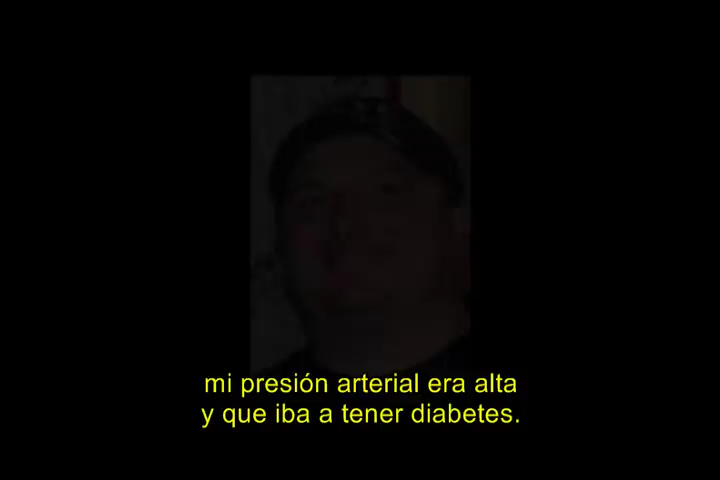 mi presión arterial era alta
y que iba a tener diabetes.